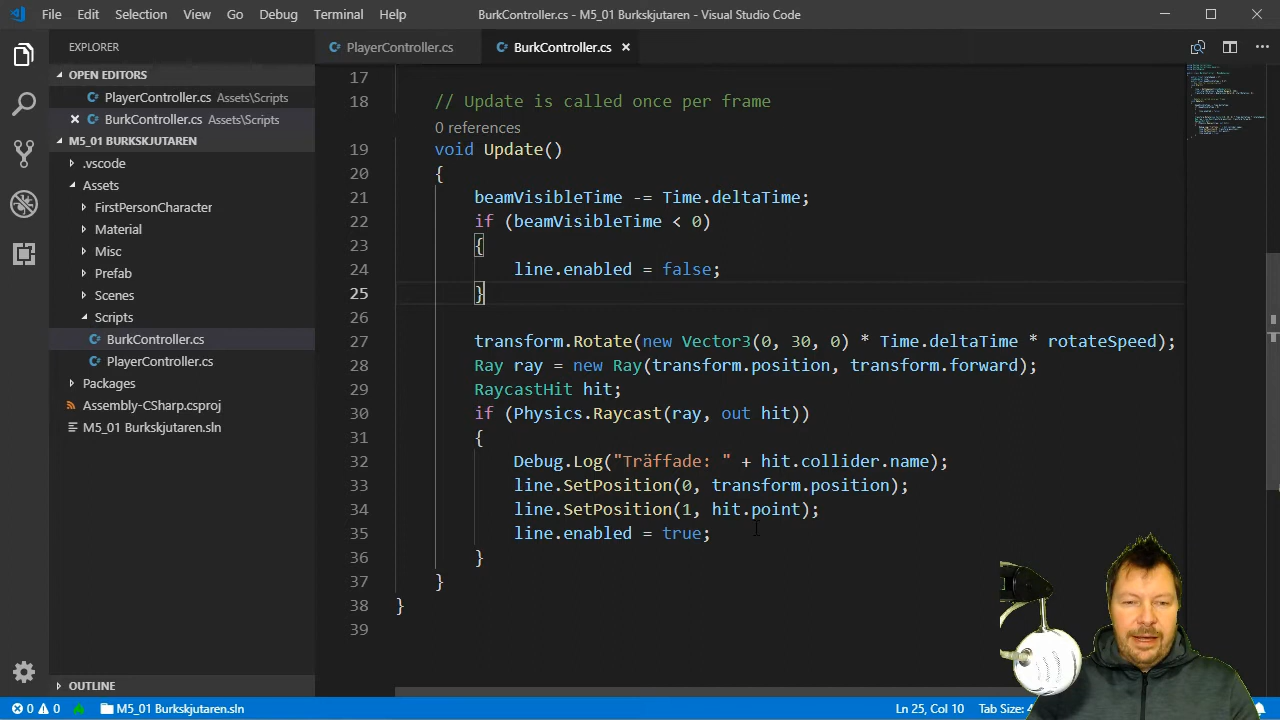 File Edit Selection View Go Debug Terminal Help BurkController.cs - M5_01 Burkskjutaren - Visual Studio Code
EXPLORER
PlayerController.cs BurkController.cs
OPEN EDITORS
PlayerController.cs Assets\Scripts
BurkController.cs Assets\Scripts
M5_01 BURKSKJUTAREN
.vscode
Assets
FirstPersonCharacter
Material
Misc
Prefab
Scenes
Scripts
BurkController.cs
PlayerController.cs
Packages
Assembly-CSharp.csproj
M5_01 Burkskjutaren.sln
OUTLINE
17
18 // Update is called once per frame
0 references
19 void Update()
20 {
21 beamVisibleTime -= Time.deltaTime;
22 if (beamVisibleTime < 0)
23 {
24 line.enabled = false;
25 }
26
27 transform.Rotate(new Vector3(0, 30, 0) * Time.deltaTime * rotateSpeed);
28 Ray ray = new Ray(transform.position, transform.forward);
29 RaycastHit hit;
30 if (Physics.Raycast(ray, out hit))
31 {
32 Debug.Log("Träffade: " + hit.collider.name);
33 line.SetPosition(0, transform.position);
34 line.SetPosition(1, hit.point);
35 line.enabled = true;
36 }
37 }
38 }
39
0 0 M5_01 Burkskjutaren.sln Ln 25, Col 10 Tab Size: